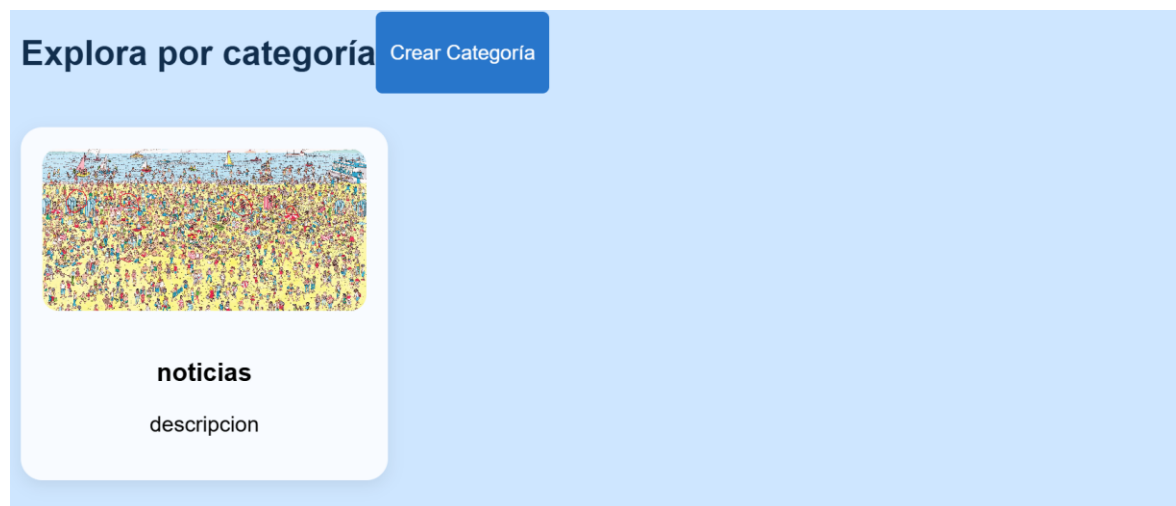 Explora por categoría
Crear Categoría
noticias
descripcion